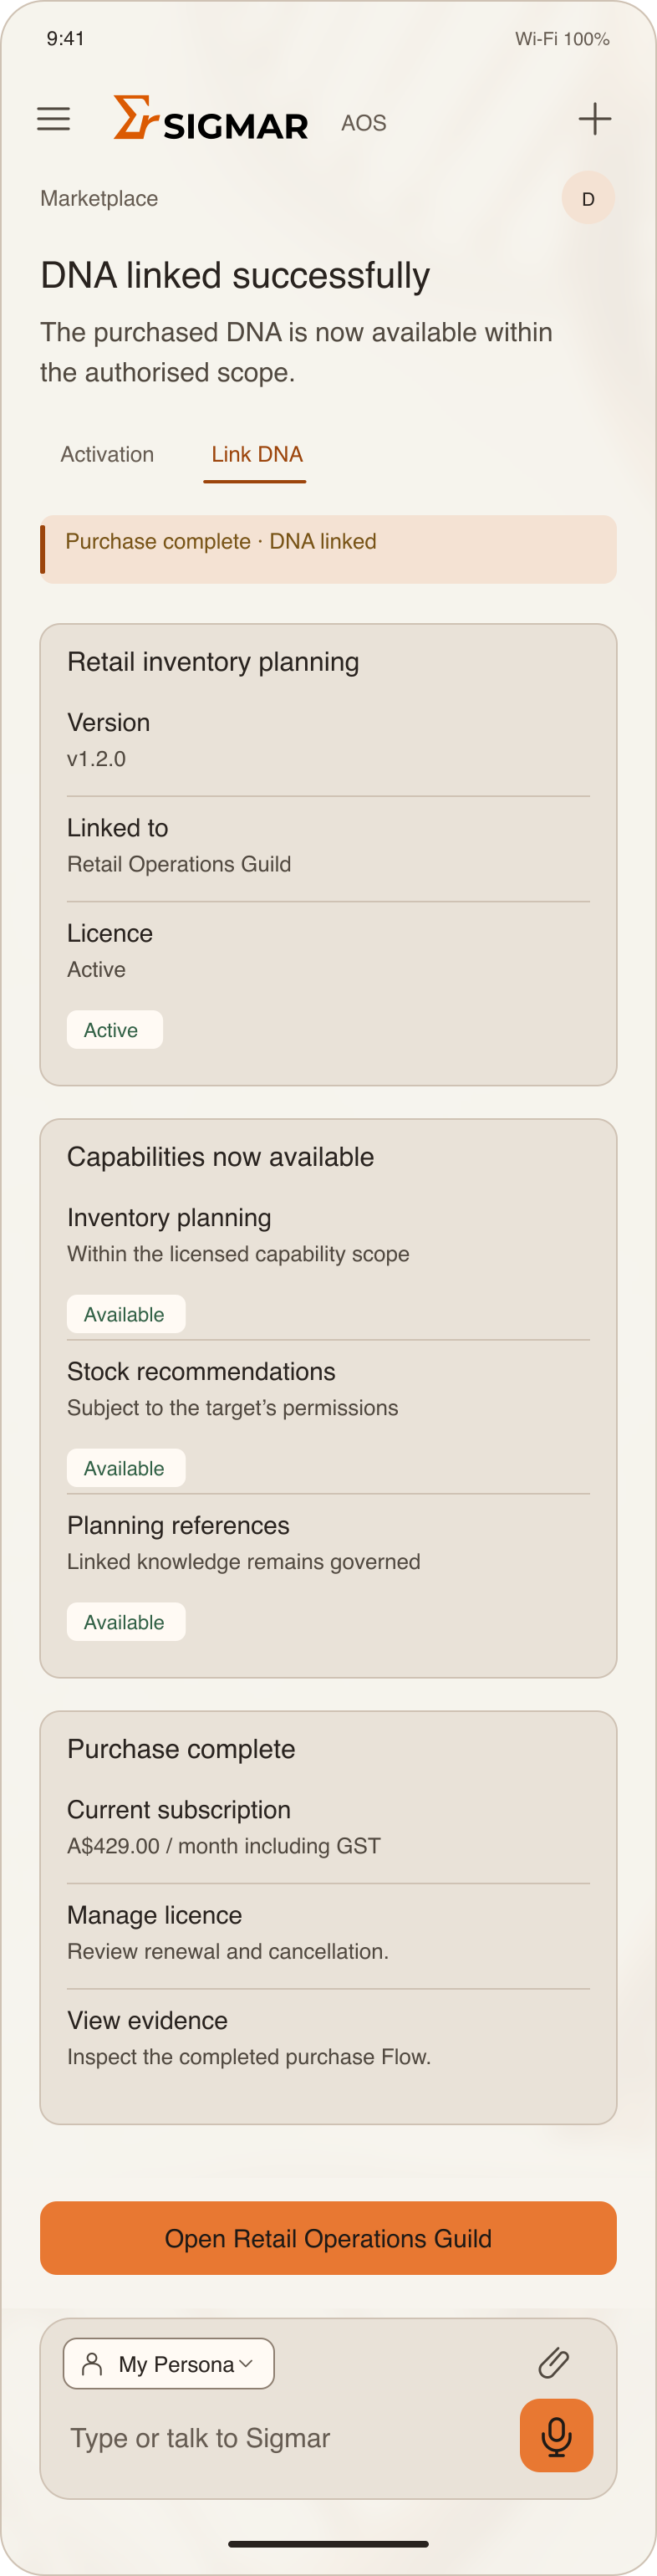 9:41
Wi-Fi 100%
Σr SIGMAR
AOS
Marketplace
D
DNA linked successfully
The purchased DNA is now available within
the authorised scope.
Activation
Link DNA
Purchase complete · DNA linked
Retail inventory planning
Version
v1.2.0
Linked to
Retail Operations Guild
Licence
Active
Active
Capabilities now available
Inventory planning
Within the licensed capability scope
Available
Stock recommendations
Subject to the target’s permissions
Available
Planning references
Linked knowledge remains governed
Available
Purchase complete
Current subscription
A$429.00 / month including GST
Manage licence
Review renewal and cancellation.
View evidence
Inspect the completed purchase Flow.
Open Retail Operations Guild
My Persona
Type or talk to Sigmar